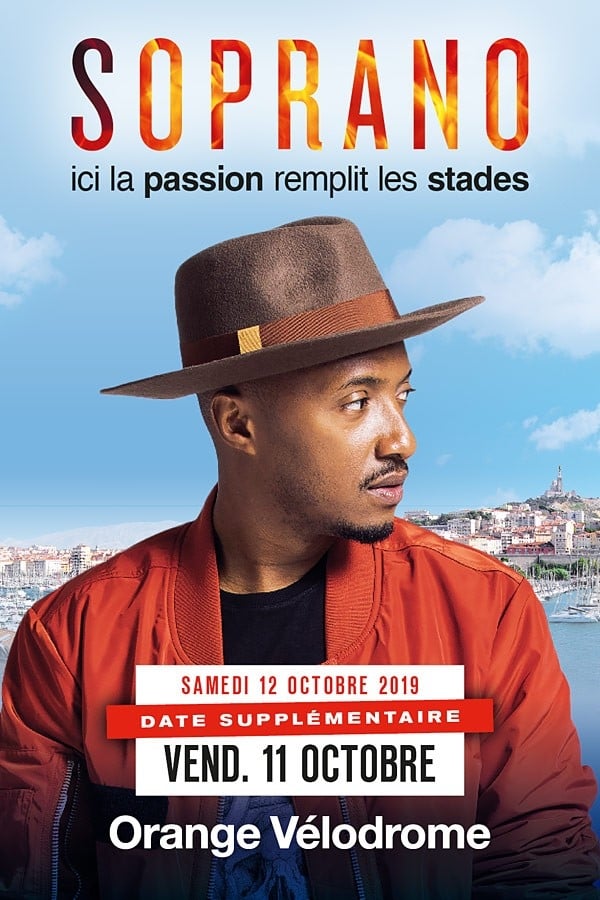 SOPRANO
ici la passion remplit les stades
SAMEDI 12 OCTOBRE 2019
DATE SUPPLÉMENTAIRE
VEND. 11 OCTOBRE
Orange Vélodrome